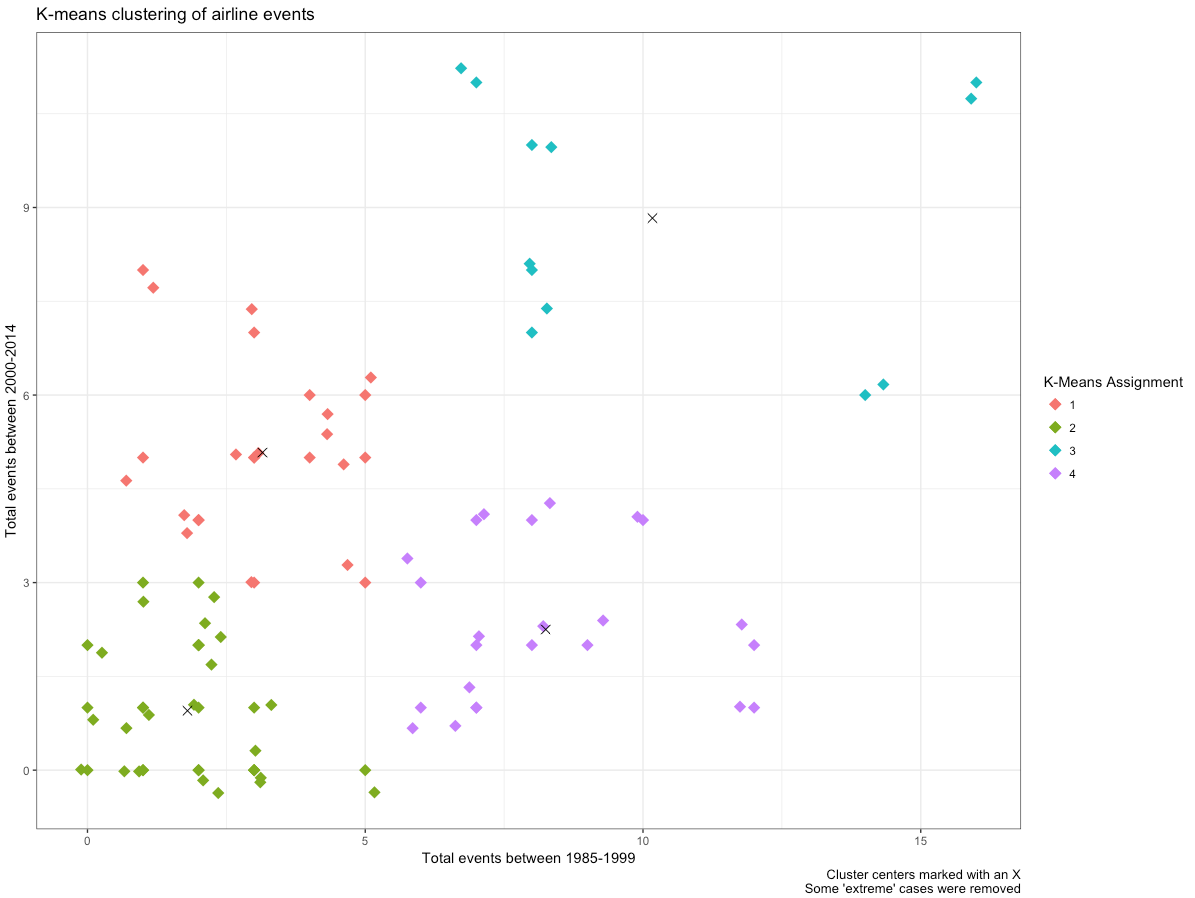 K-means clustering of airline events
Total events between 2000-2014
9
6
3
0
0
5
10
15
Total events between 1985-1999
K-Means Assignment
1
2
3
4
Cluster centers marked with an X
Some 'extreme' cases were removed